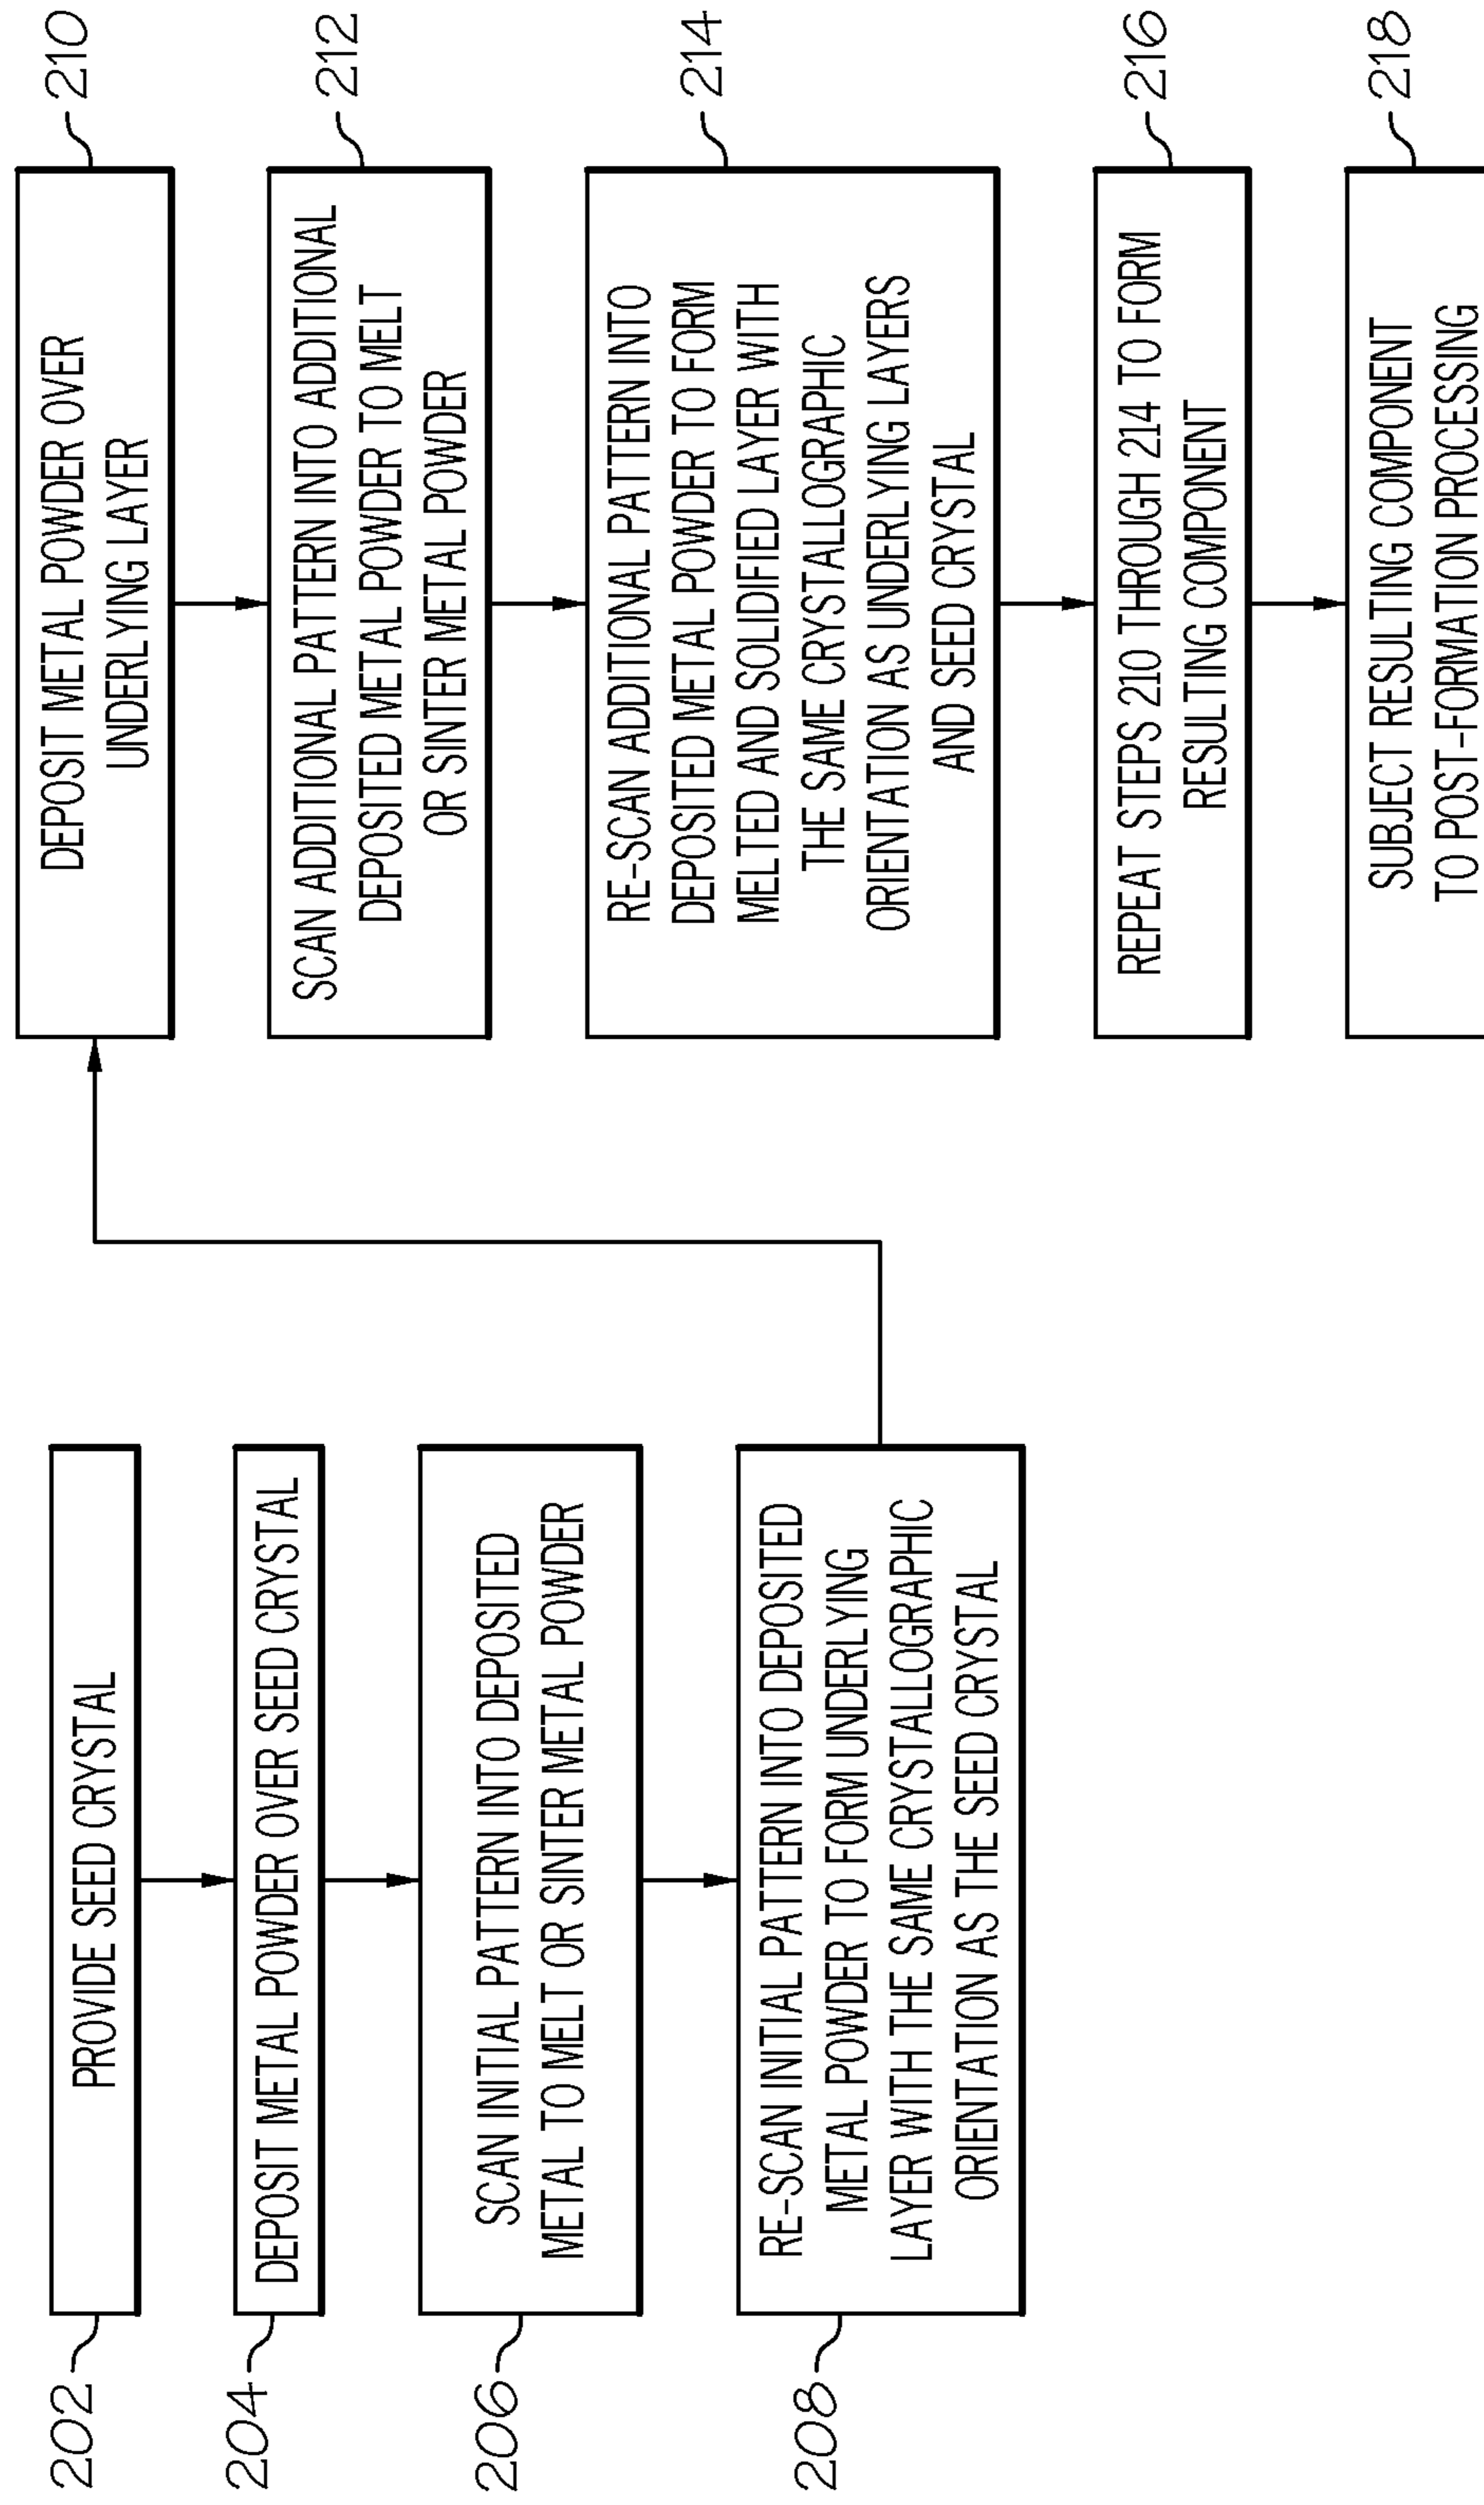 202
PROVIDE SEED CRYSTAL
204
DEPOSIT METAL POWDER OVER SEED CRYSTAL
206
SCAN INITIAL PATTERN INTO DEPOSITED
METAL TO MELT OR SINTER METAL POWDER
208
RE-SCAN INITIAL PATTERN INTO DEPOSITED
METAL POWDER TO FORM UNDERLYING
LAYER WITH THE SAME CRYSTALLOGRAPHIC
ORIENTATION AS THE SEED CRYSTAL
210
DEPOSIT METAL POWDER OVER
UNDERLYING LAYER
212
SCAN ADDITIONAL PATTERN INTO ADDITIONAL
DEPOSITED METAL POWDER TO MELT
OR SINTER METAL POWDER
214
RE-SCAN ADDITIONAL PATTERN INTO
DEPOSITED METAL POWDER TO FORM
MELTED AND SOLIDIFIED LAYER WITH
THE SAME CRYSTALLOGRAPHIC
ORIENTATION AS UNDERLYING LAYERS
AND SEED CRYSTAL
216
REPEAT STEPS 210 THROUGH 214 TO FORM
RESULTING COMPONENT
218
SUBJECT RESULTING COMPONENT
TO POST-FORMATION PROCESSING